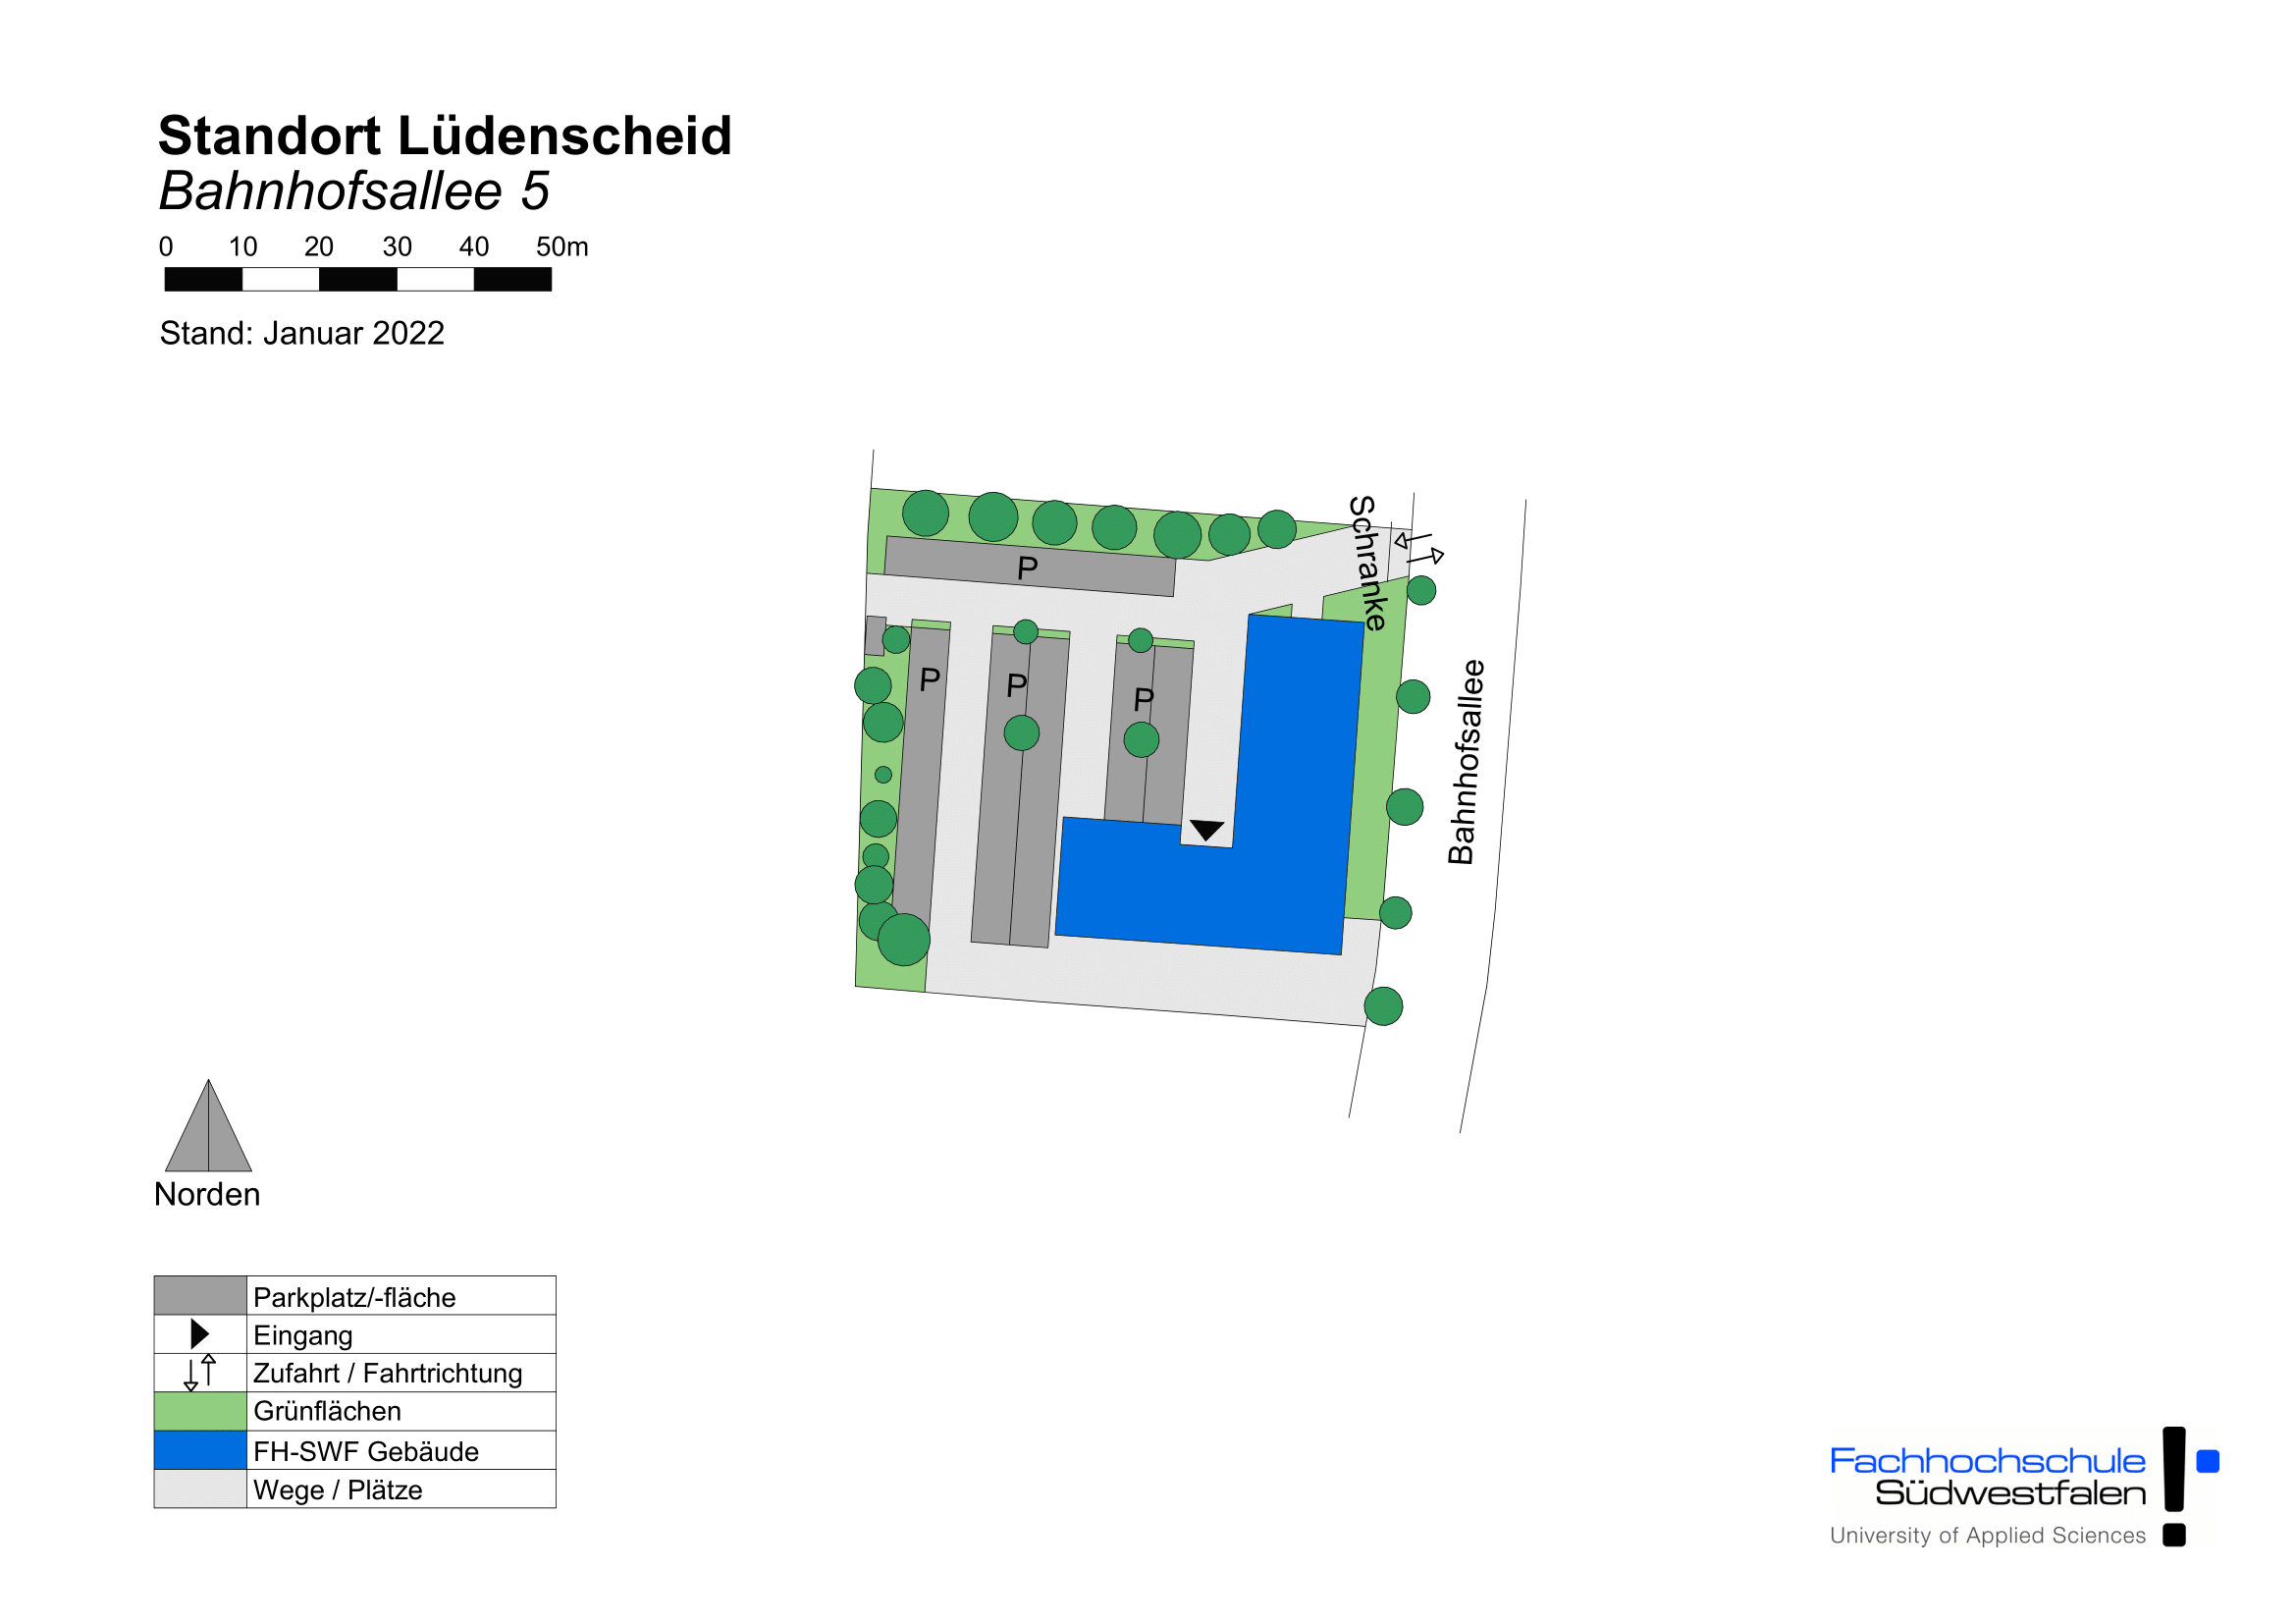 Standort Lüdenscheid
Bahnhofsallee 5
0 10 20 30 40 50m
Stand: Januar 2022
Schranke
P
P
P
P
Bahnhofsallee
Norden
Parkplatz/-fläche
Eingang
Zufahrt / Fahrtrichtung
Grünflächen
FH-SWF Gebäude
Wege / Plätze
Fachhochschule
Südwestfalen
University of Applied Sciences